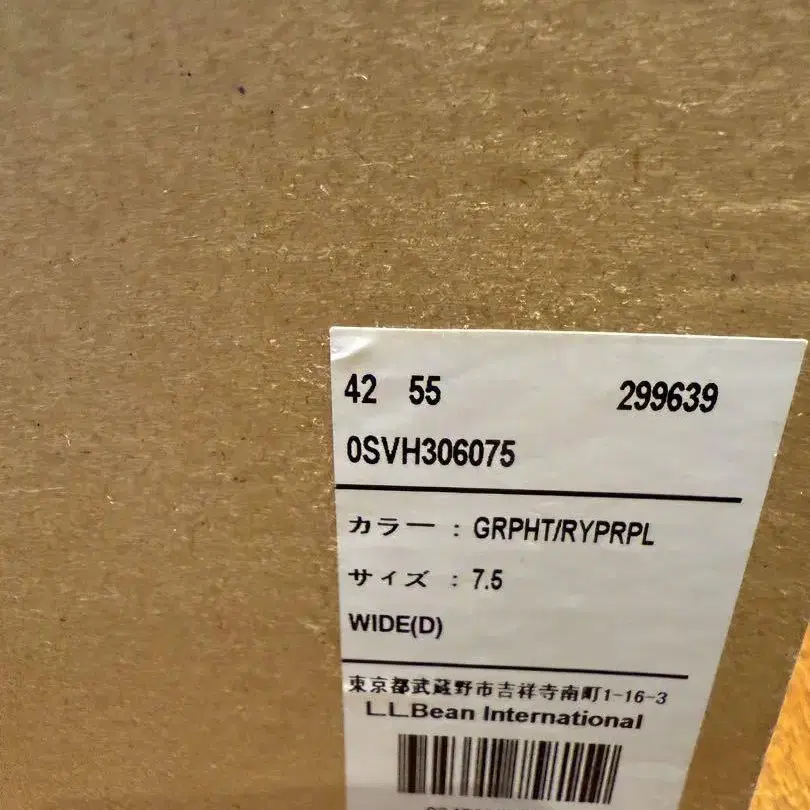 42 55 299639
0SVH306075
カラー : GRPHT/RYPRPL
サイズ : 7.5
WIDE(D)
東京都武蔵野市吉祥寺南町1-16-3
L.L.Bean International